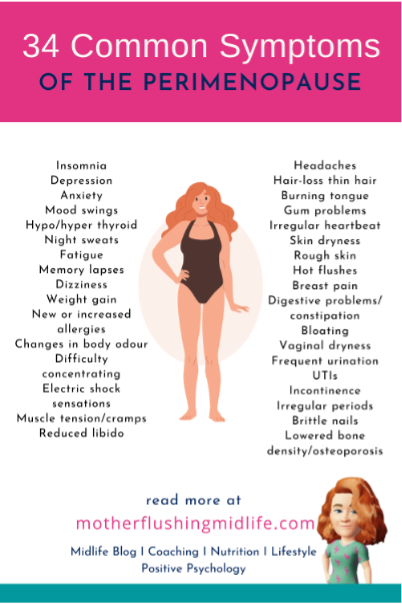 34 Common Symptoms
OF THE PERIMENOPAUSE
Insomnia
Depression
Anxiety
Mood swings
Hypo/hyper thyroid
Night sweats
Fatigue
Memory lapses
Dizziness
Weight gain
New or increased
allergies
Changes in body odour
Difficulty
concentrating
Electric shock
sensations
Muscle tension/cramps
Reduced libido
Headaches
Hair-loss thin hair
Burning tongue
Gum problems
Irregular heartbeat
Skin dryness
Rough skin
Hot flushes
Breast pain
Digestive problems/
constipation
Bloating
Vaginal dryness
Frequent urination
UTIs
Incontinence
Irregular periods
Brittle nails
Lowered bone
density/osteoporosis
read more at
motherflushingmidlife.com
Midlife Blog I Coaching I Nutrition I Lifestyle
Positive Psychology